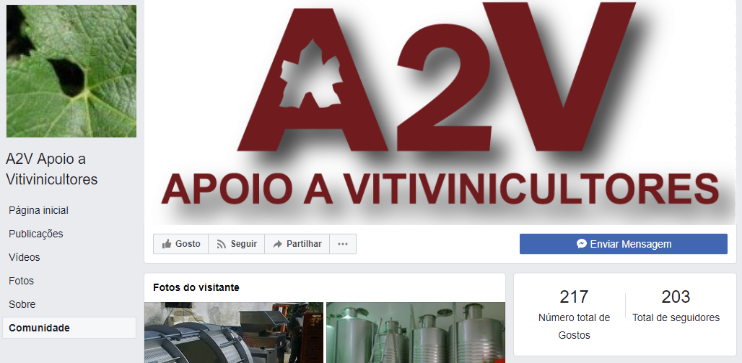 A2V
APOIO A VITIVINICULTORES
A2V Apoio a
Vitivinicultores
Página inicial
Publicações
Vídeos
Fotos
Sobre
Comunidade
Gosto
Seguir
Partilhar
Enviar Mensagem
Fotos do visitante
217
Número total de
Gostos
203
Total de seguidores